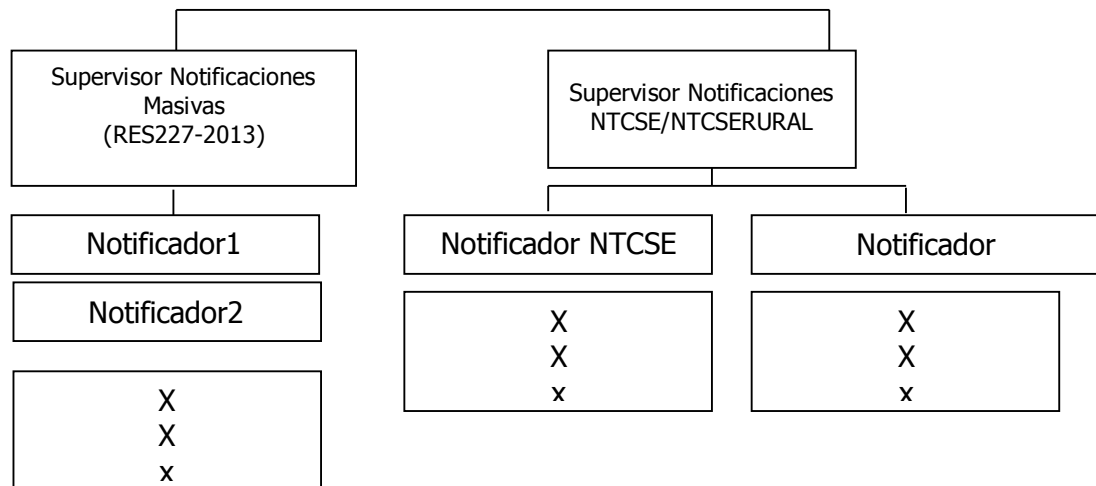 Supervisor Notificaciones
Masivas
(RES227-2013)
Supervisor Notificaciones
NTCSE/NTCSERURAL
Notificador1
Notificador NTCSE
Notificador
Notificador2
X
X
x
X
X
x
X
X
x